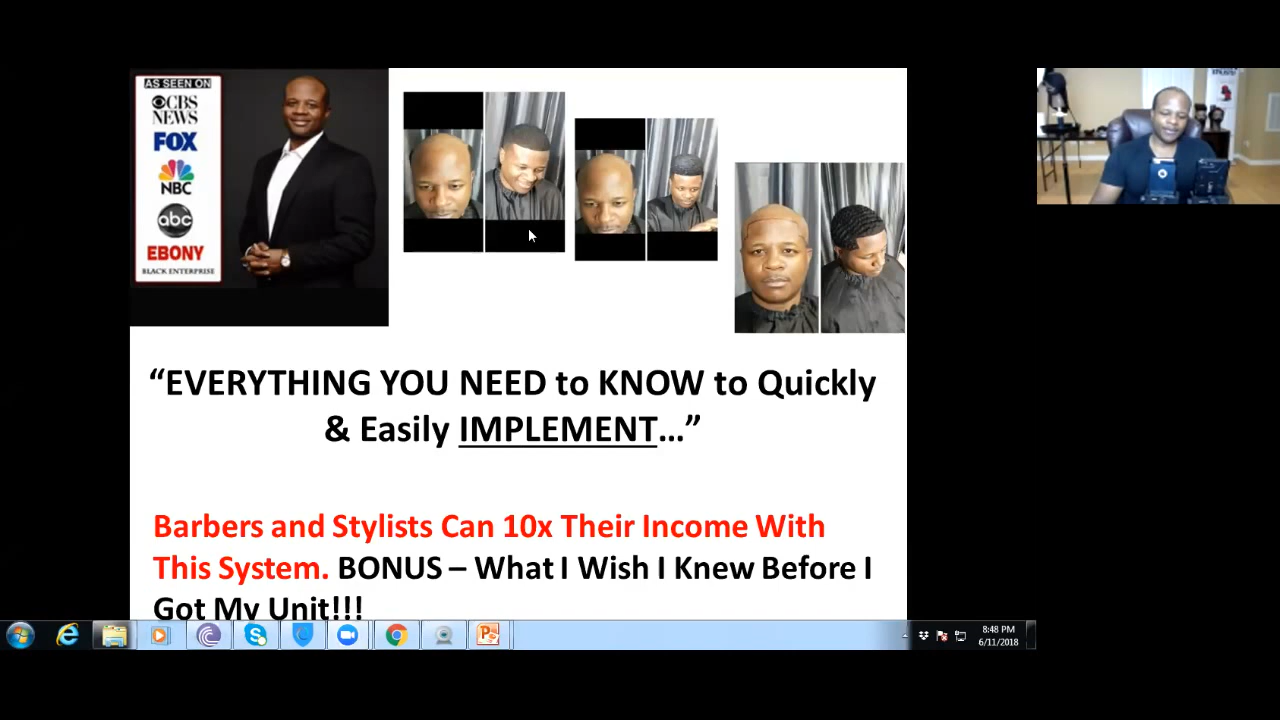 AS SEEN ON
CBS
NEWS
FOX
NBC
abc
EBONY
BLACK ENTERPRISE
“EVERYTHING YOU NEED to KNOW to Quickly
& Easily IMPLEMENT…”
Barbers and Stylists Can 10x Their Income With
This System. BONUS – What I Wish I Knew Before I
Got My Unit!!!
8:48 PM
6/11/2018